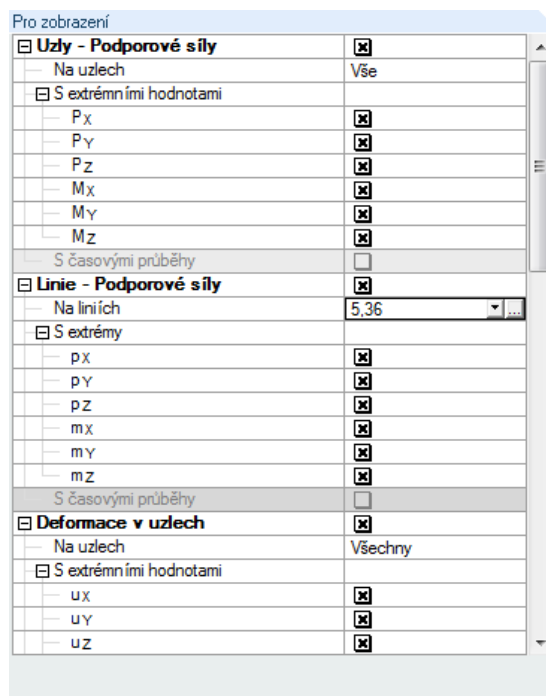 Pro zobrazení
Uzly - Podporové síly
Na uzlech Vše
S extrémními hodnotami
PX
PY
PZ
MX
MY
MZ
S časovými průběhy
Linie - Podporové síly
Na liniích 5,36 ...
S extrémy
pX
pY
pZ
mX
mY
mZ
S časovými průběhy
Deformace v uzlech
Na uzlech Všechny
S extrémními hodnotami
uX
uY
uZ